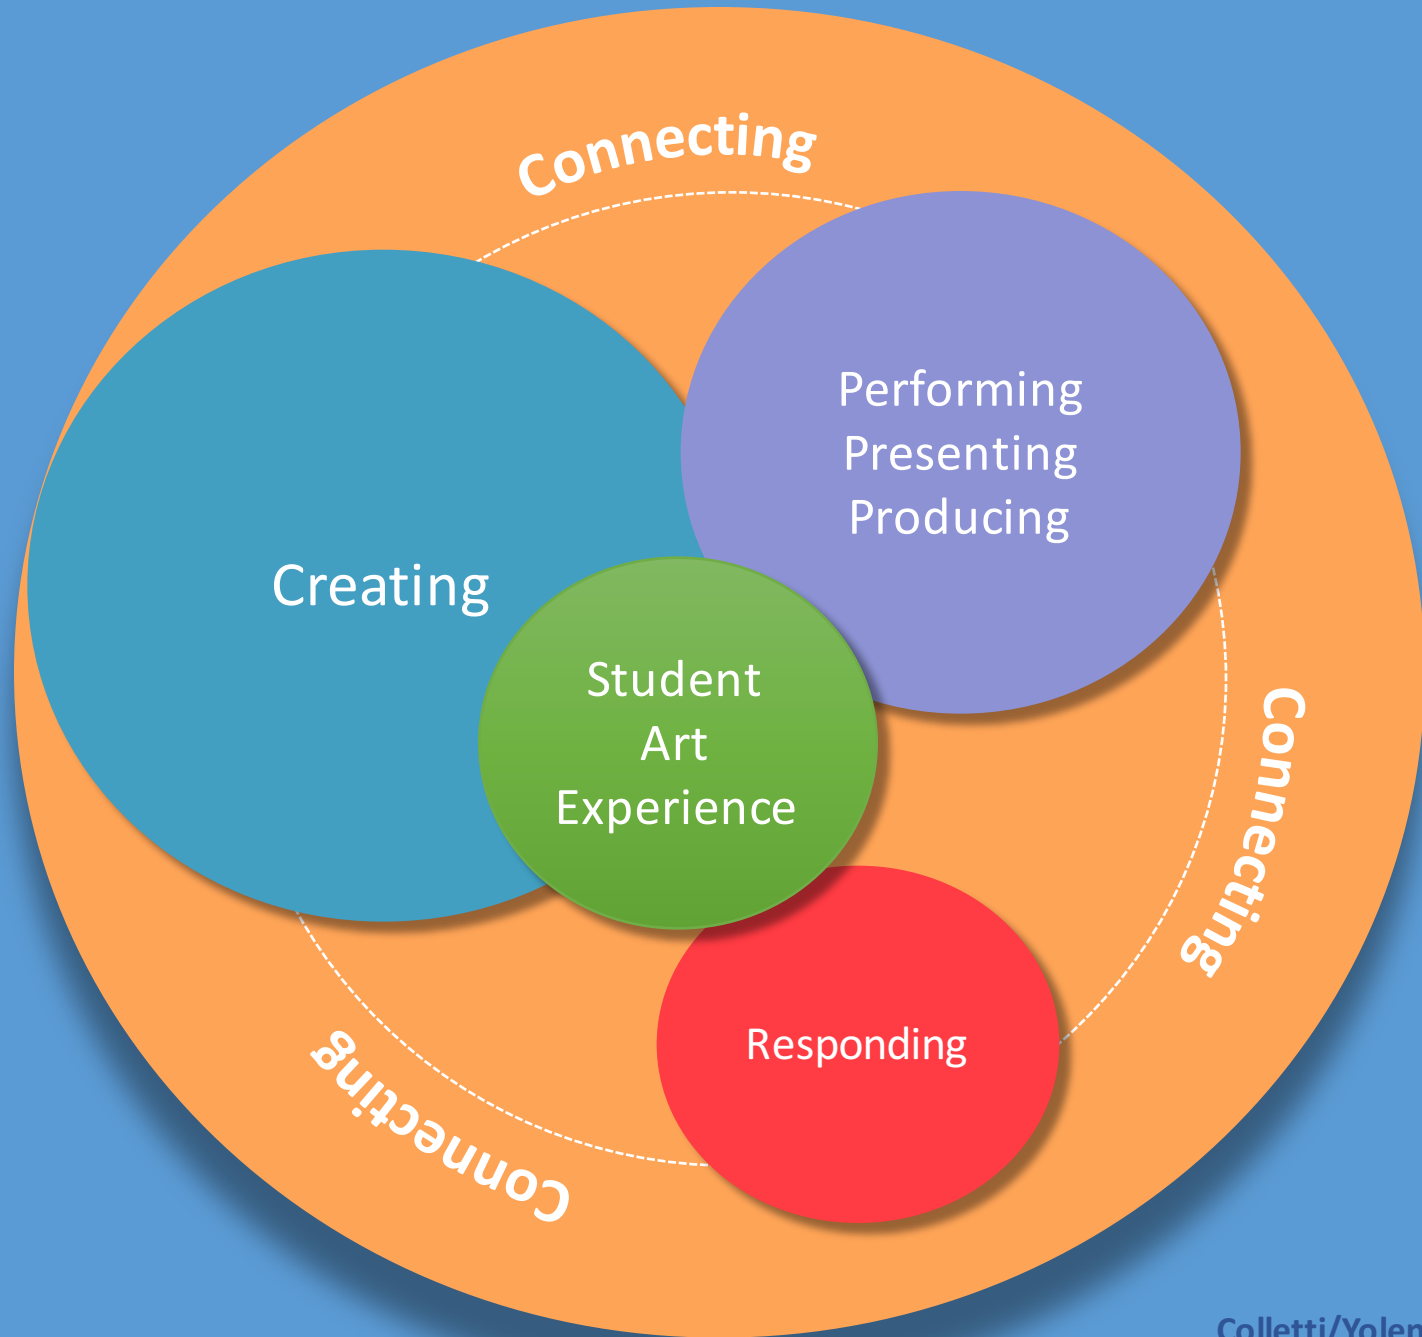 Connecting
Performing
Presenting
Producing
Creating
Student
Art
Experience
Connecting
Responding
Connecting